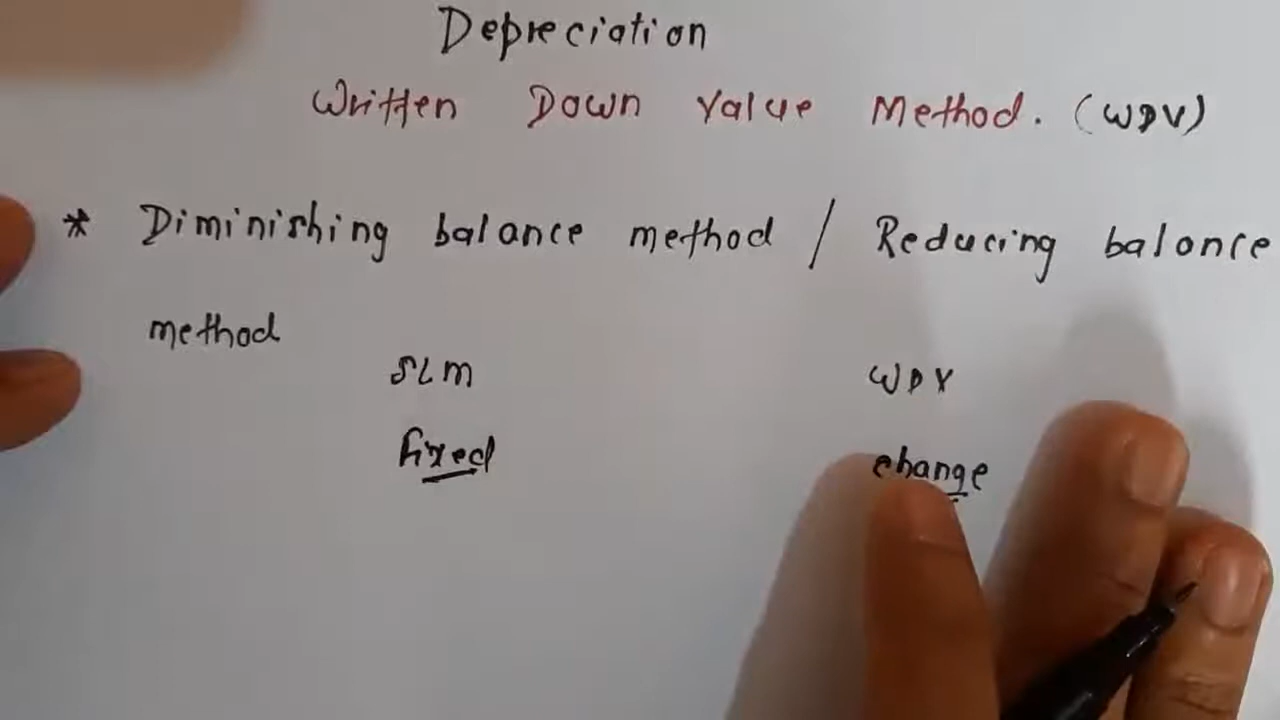 Depreciation
Written Down Value Method. (WDV)
* Diminishing balance method / Reducing balance
method
SLM WDV
fixed change